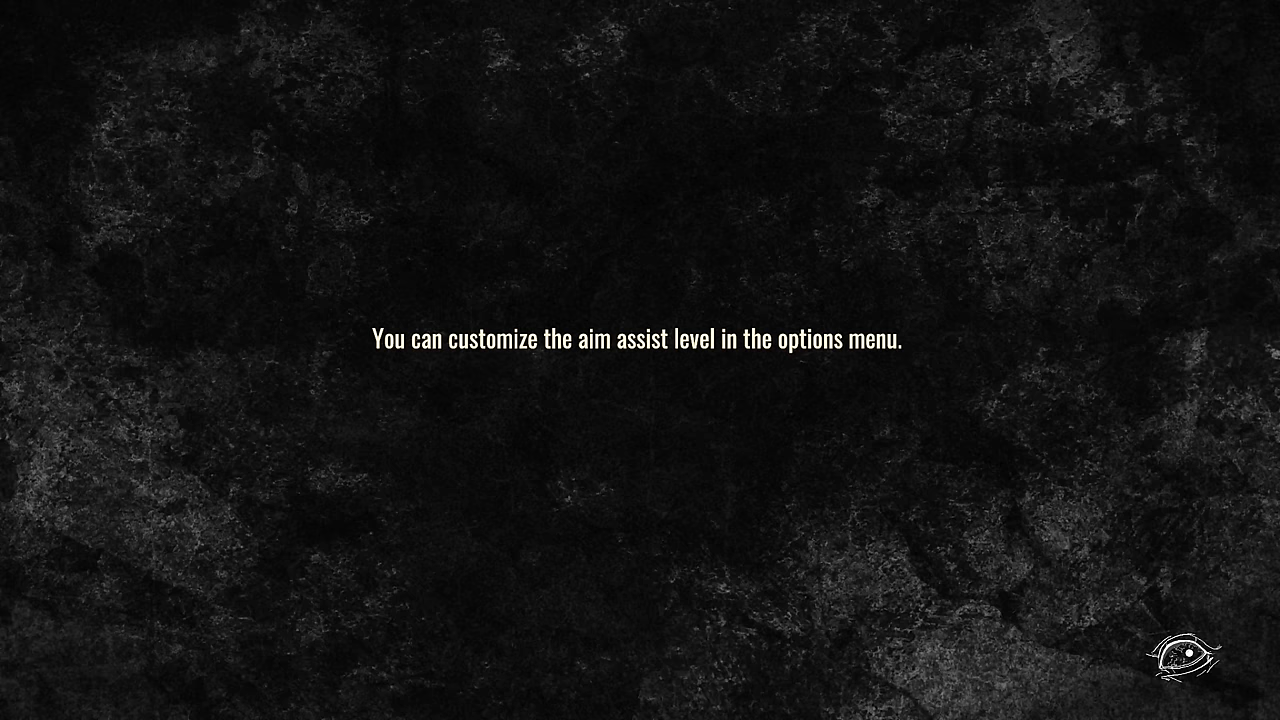 You can customize the aim assist level in the options menu.